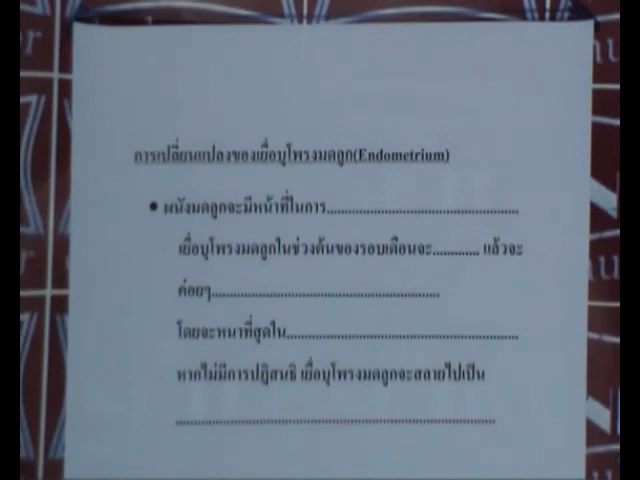 การเปลี่ยนแปลงของเยื่อบุโพรงมดลูก(Endometrium)
● ผนังมดลูกจะมีหน้าที่ในการ..................................................
เยื่อบุโพรงมดลูกในช่วงต้นของรอบเดือนจะ............ แล้วจะ
ค่อยๆ...........................................................
โดยจะหนาที่สุดใน............................................................
หากไม่มีการปฏิสนธิ เยื่อบุโพรงมดลูกจะสลายไปเป็น
...................................................................................